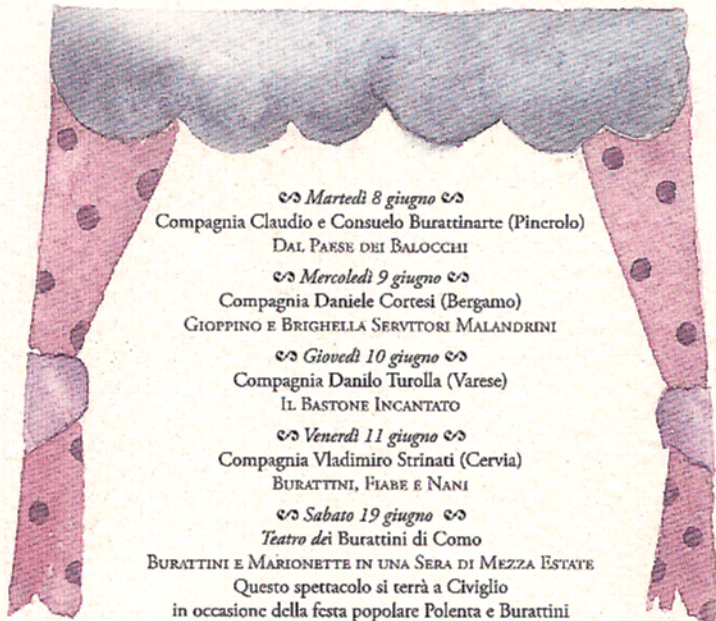 Martedì 8 giugno
Compagnia Claudio e Consuelo Burattinarte (Pinerolo)
DAL PAESE DEI BALOCCHI
Mercoledì 9 giugno
Compagnia Daniele Cortesi (Bergamo)
GIOPPINO E BRIGHELLA SERVITORI MALANDRINI
Giovedì 10 giugno
Compagnia Danilo Turolla (Varese)
IL BASTONE INCANTATO
Venerdì 11 giugno
Compagnia Vladimiro Strinati (Cervia)
BURATTINI, FIABE E NANI
Sabato 19 giugno
Teatro dei Burattini di Como
BURATTINI E MARIONETTE IN UNA SERA DI MEZZA ESTATE
Questo spettacolo si terrà a Civiglio
in occasione della festa popolare Polenta e Burattini